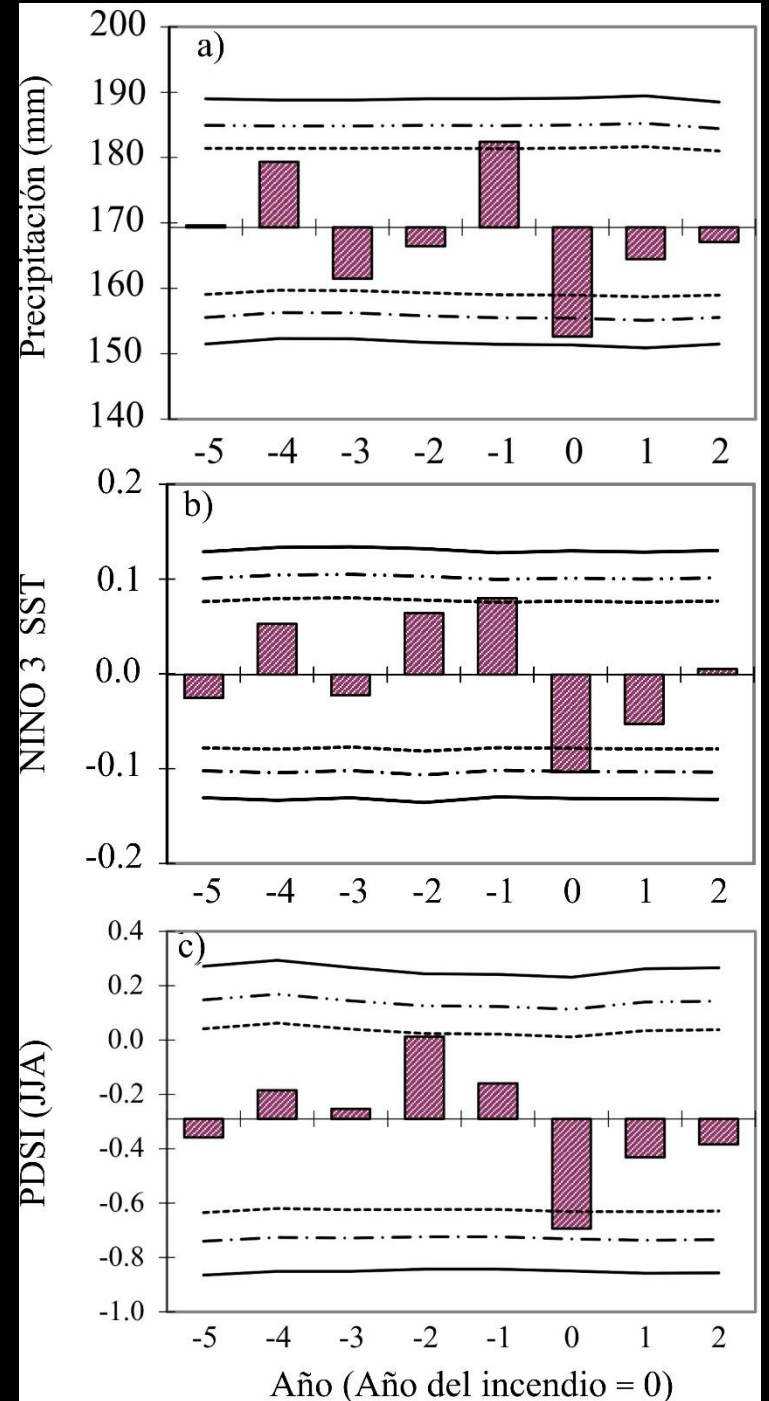 a)
Precipitación (mm)
200
190
180
170
160
150
140
-5 -4 -3 -2 -1 0 1 2
b)
NINO 3 SST
0.2
0.1
0.0
-0.1
-0.2
-5 -4 -3 -2 -1 0 1 2
c)
PDSI (JJA)
0.4
0.2
0.0
-0.2
-0.4
-0.6
-0.8
-1.0
-5 -4 -3 -2 -1 0 1 2
Año (Año del incendio = 0)